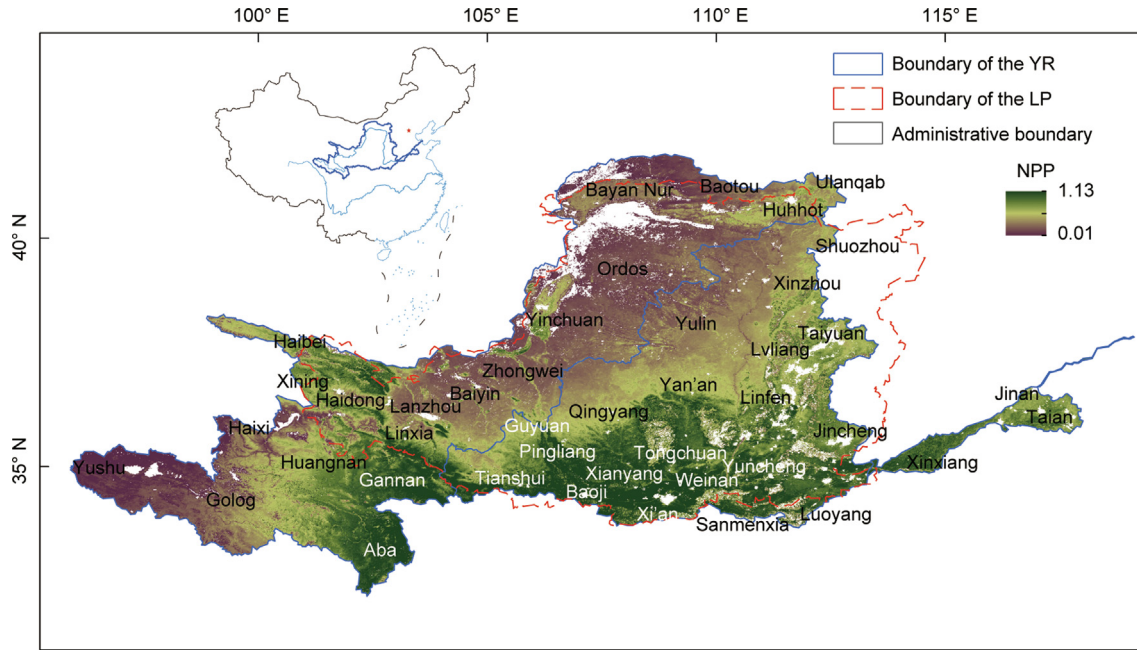 100° E
105° E
110° E
115° E
Boundary of the YR
Boundary of the LP
Administrative boundary
NPP
1.13
0.01
40° N
35° N
Bayan Nur
Baotou
Ulanqab
Huhhot
Shuozhou
Ordos
Xinzhou
Yinchuan
Yulin
Taiyuan
Haibei
Lvliang
Zhongwei
Xining
Yan'an
Baiyin
Haidong
Lanzhou
Linfen
Jinan
Qingyang
Taian
Haixi
Linxia
Guyuan
Jincheng
Pingliang
Tongchuan
Huangnan
Yushu
Xianyang
Yuncheng
Xinxiang
Gannan
Tianshui
Weinan
Baoji
Golog
Xi'an
Luoyang
Sanmenxia
Aba